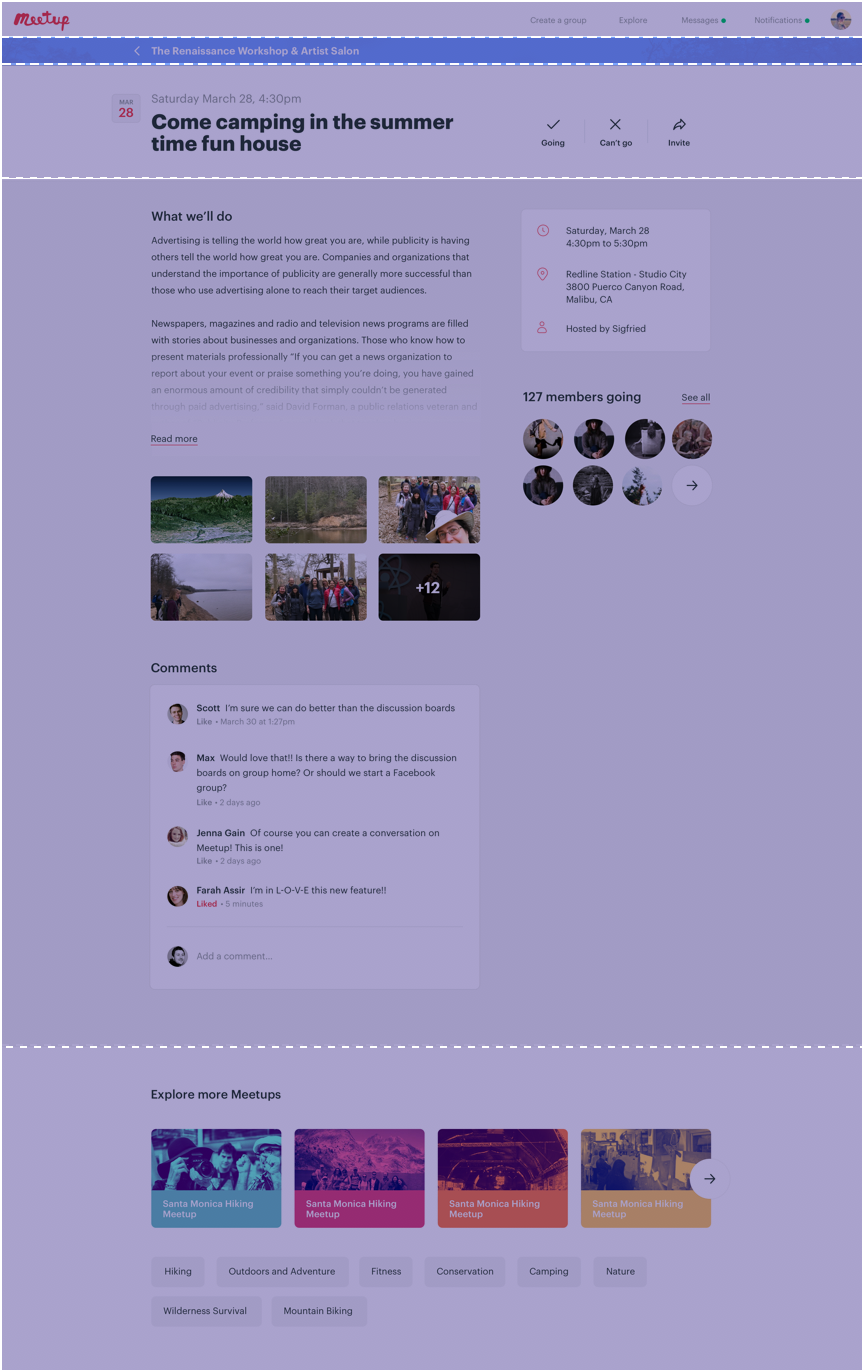 Meetup
Create a group
Explore
Messages
Notifications
The Renaissance Workshop & Artist Salon
MAR
28
Saturday March 28, 4:30pm
Come camping in the summer
time fun house
Going
Can't go
Invite
What we'll do
Advertising is telling the world how great you are, while publicity is having
others tell the world how great you are. Companies and organizations that
understand the importance of publicity are generally more successful than
those who use advertising alone to reach their target audiences.
Newspapers, magazines and radio and television news programs are filled
with stories about businesses and organizations. Those who know how to
present materials professionally "If you can get a news organization to
report about your event or praise something you're doing, you have gained
an enormous amount of credibility that simply couldn't be generated
through paid advertising." said David Forman, a public relations veteran and
Read more
Saturday, March 28
4:30pm to 5:30pm
Redline Station - Studio City
3800 Puerco Canyon Road,
Malibu, CA
Hosted by Sigfried
127 members going
See all
+12
Comments
Scott I'm sure we can do better than the discussion boards
Like • March 30 at 1:27pm
Max Would love that!! Is there a way to bring the discussion
boards on group home? Or should we start a Facebook
group?
Like • 2 days ago
Jenna Gain Of course you can create a conversation on
Meetup! This is one!
Like • 2 days ago
Farah Assir I'm in L-O-V-E this new feature!!
Liked • 5 minutes
Add a comment...
Explore more Meetups
Santa Monica Hiking
Meetup
Santa Monica Hiking
Meetup
Santa Monica Hiking
Meetup
Santa Monica Hiking
Meetup
Hiking
Outdoors and Adventure
Fitness
Conservation
Camping
Nature
Wilderness Survival
Mountain Biking